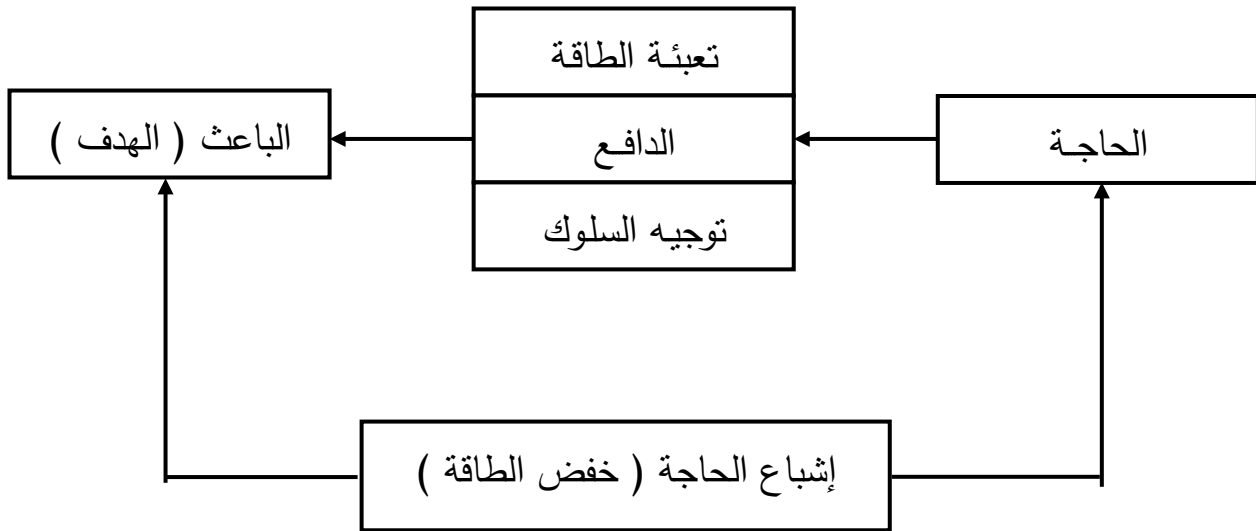 تعبئة الطاقة
الحاجة
الدافع
الباعث ( الهدف )
توجيه السلوك
إشباع الحاجة ( خفض الطاقة )